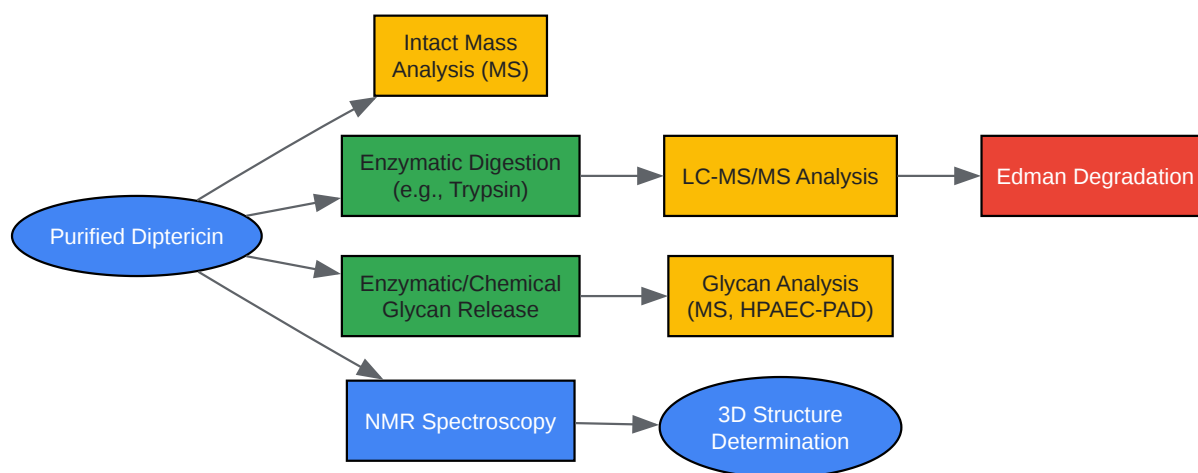 Intact Mass
Analysis (MS)
Enzymatic Digestion
(e.g., Trypsin)
LC-MS/MS Analysis
Edman Degradation
Purified Diptericin
Enzymatic/Chemical
Glycan Release
Glycan Analysis
(MS, HPAEC-PAD)
NMR Spectroscopy
3D Structure
Determination